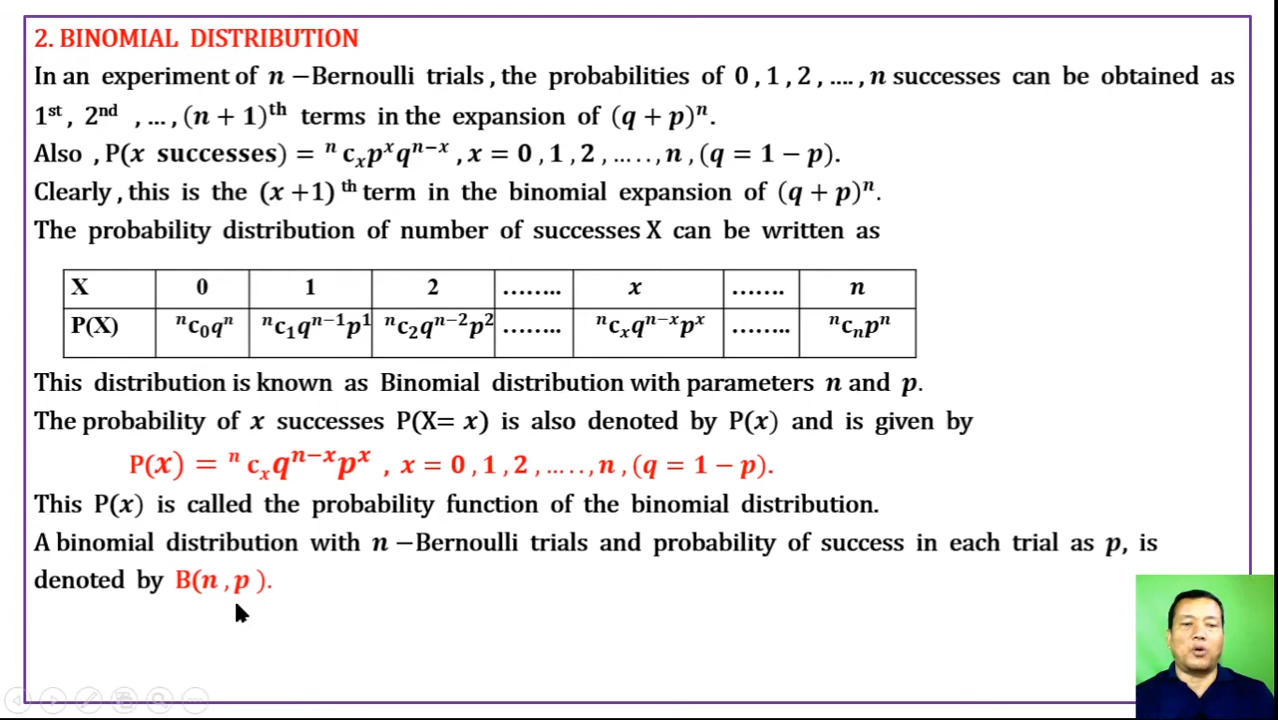 2. BINOMIAL DISTRIBUTION
In an experiment of n −Bernoulli trials , the probabilities of 0 , 1 , 2 , .... , n successes can be obtained as
1ˢᵗ, 2ⁿᵈ , ... , (n + 1)ᵗʰ terms in the expansion of (q + p)ⁿ.
Also , P(x successes) = ⁿcₓpˣqⁿ⁻ˣ , x = 0 , 1 , 2 , ... . . , n , (q = 1 − p).
Clearly , this is the (x +1) ᵗʰ term in the binomial expansion of (q + p)ⁿ.
The probability distribution of number of successes X can be written as
X 0 1 2 …….. x ……. n
P(X) ⁿc₀qⁿ ⁿc₁qⁿ⁻¹p¹ ⁿc₂qⁿ⁻²p² …….. ⁿcₓqⁿ⁻ˣpˣ …….. ⁿcₙpⁿ
This distribution is known as Binomial distribution with parameters n and p.
The probability of x successes P(X= x) is also denoted by P(x) and is given by
P(x) = ⁿ cₓqⁿ⁻ˣpˣ , x = 0 , 1 , 2 , ... . . , n , (q = 1 − p).
This P(x) is called the probability function of the binomial distribution.
A binomial distribution with n −Bernoulli trials and probability of success in each trial as p, is
denoted by B(n , p ).